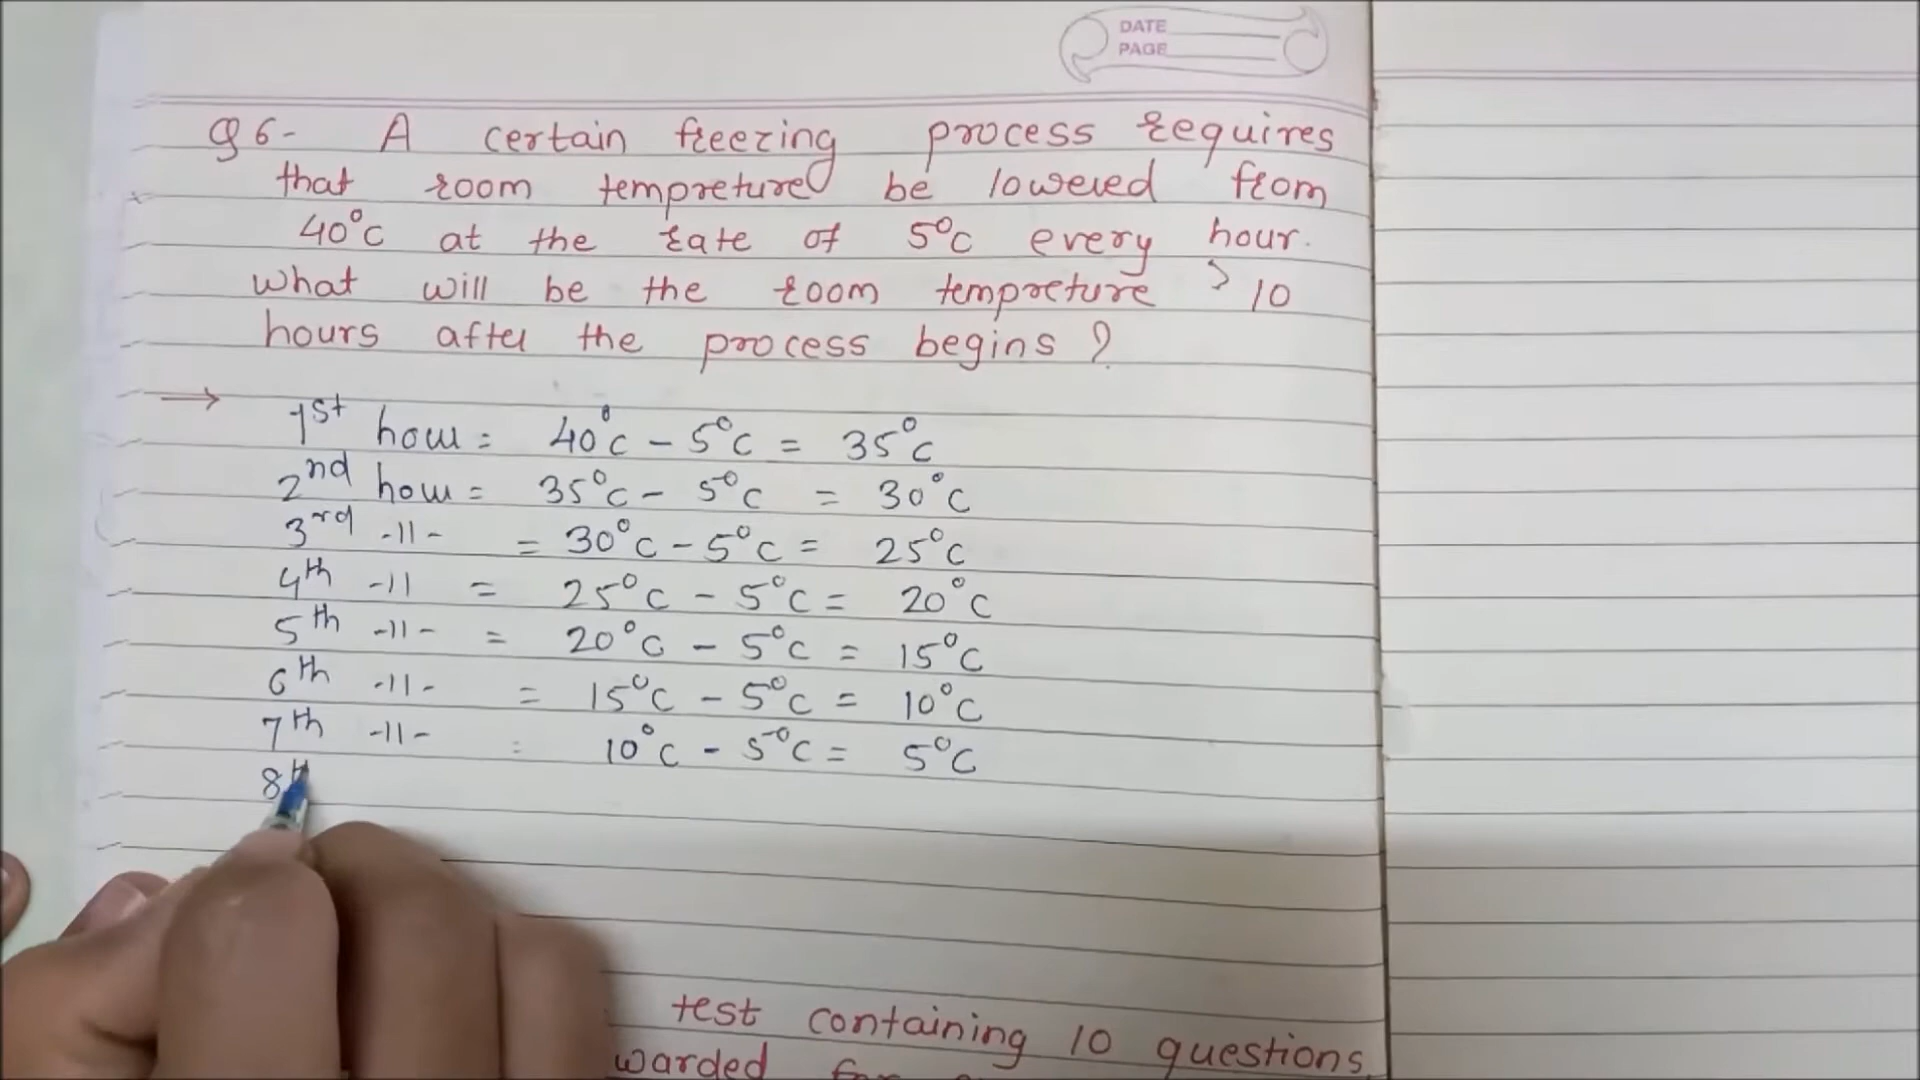 DATE
PAGE
Q6- A certain freezing process requires
that room tempreture be lowered from
40°C at the rate of 5°C every hour.
What will be the room tempreture > 10
hours after the process begins ?
→ 1st hour = 40°C - 5°C = 35°C
2nd hour = 35°C - 5°C = 30°C
3rd -11- = 30°C - 5°C = 25°C
4th -11 = 25°C - 5°C = 20°C
5th -11- = 20°C - 5°C = 15°C
6th -11- = 15°C - 5°C = 10°C
7th -11- = 10°C - 5°C = 5°C
8th
test containing 10 questions
warded for